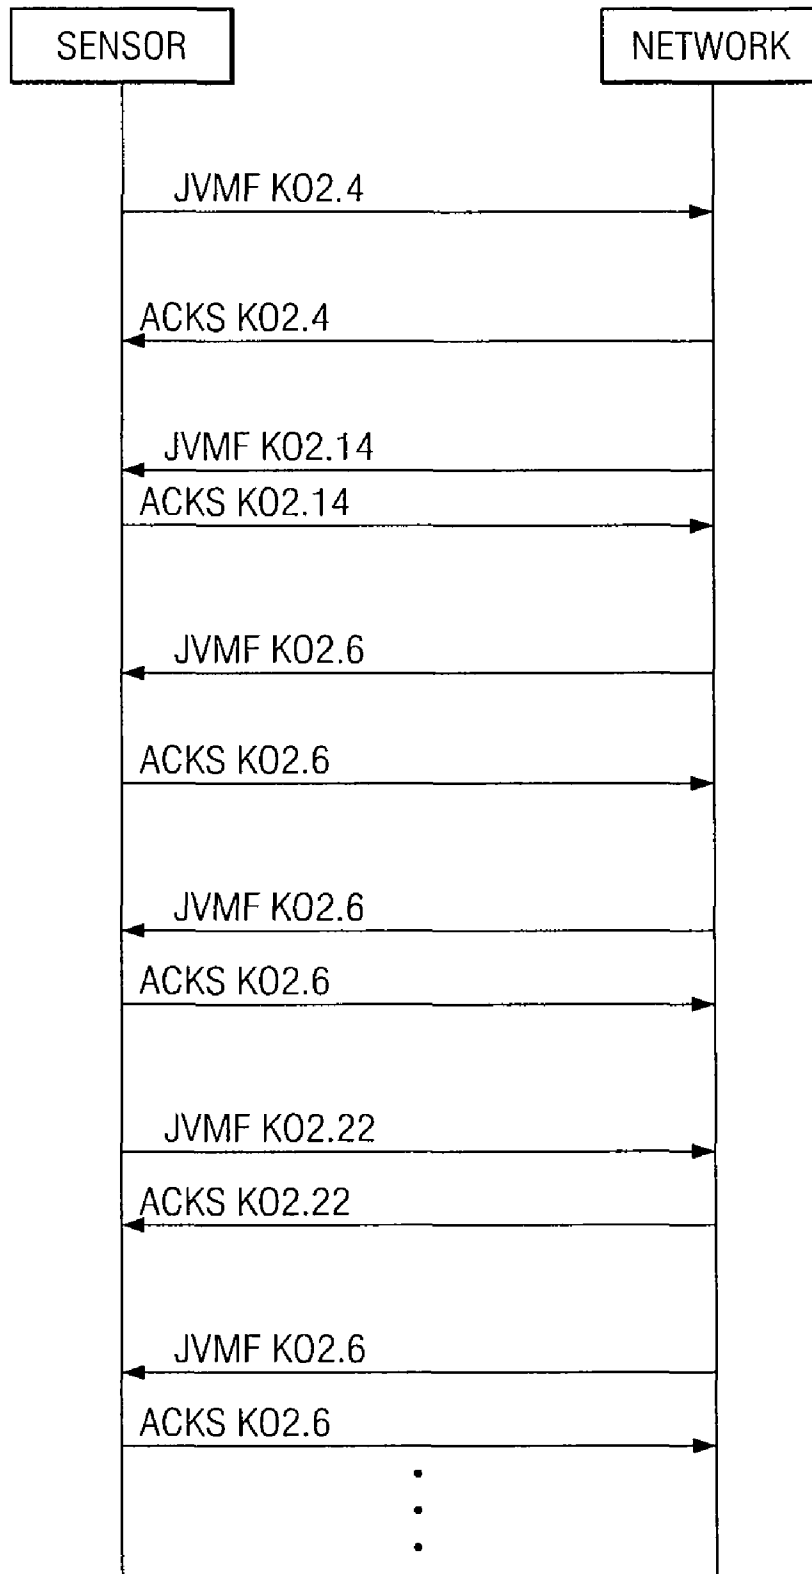 SENSOR
NETWORK
JVMF K02.4
ACKS K02.4
JVMF K02.14
ACKS K02.14
JVMF K02.6
ACKS K02.6
JVMF K02.6
ACKS K02.6
JVMF K02.22
ACKS K02.22
JVMF K02.6
ACKS K02.6